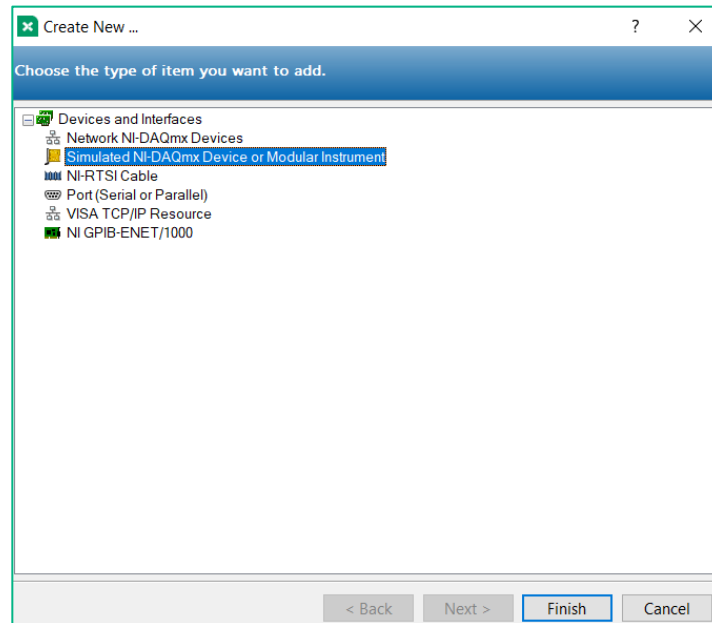 Create New ...
?
Choose the type of item you want to add.
Devices and Interfaces
Network NI-DAQmx Devices
Simulated NI-DAQmx Device or Modular Instrument
NI-RTSI Cable
Port (Serial or Parallel)
VISA TCP/IP Resource
NI GPIB-ENET/1000
< Back Next > Finish Cancel